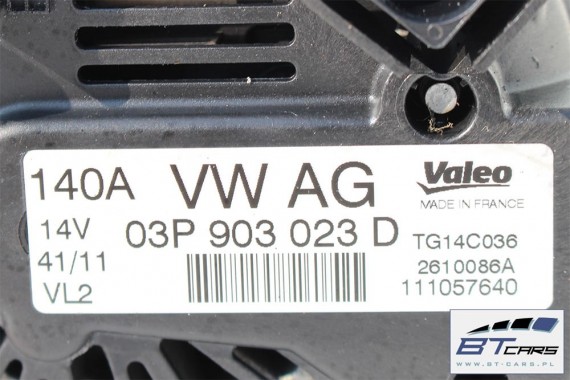 140A VW AG Valeo
MADE IN FRANCE
14V 03P 903 023 D TG14C036
41/11 2610086A
VL2 111057640
BTCARS
WWW.BT-CARS.PL